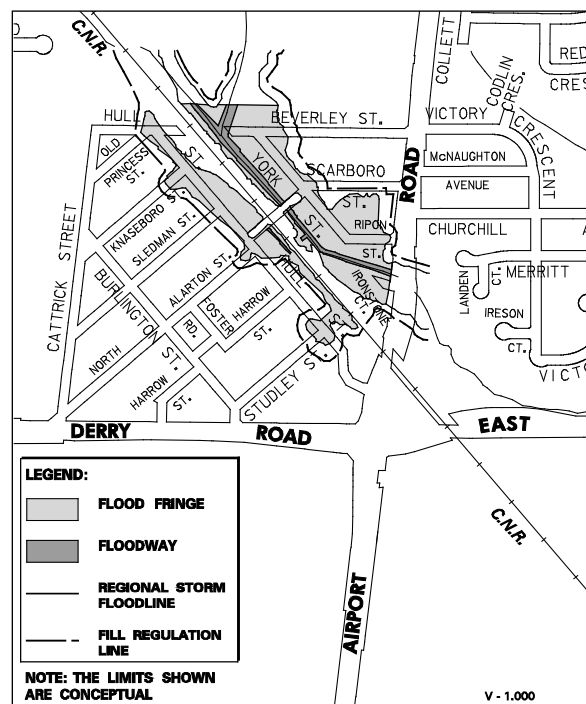 C.N.R.
COLLETT
CODLIN
CRES.
RED
CRES
HULL
ST.
BEVERLEY ST.
VICTORY
CRESCENT
OLD
PRINCESS
ST.
YORK
ST.
SCARBORO
ST.
ROAD
McNAUGHTON
AVENUE
KNASEBORO
ST.
SLEDMAN ST.
RIPON
ST.
CHURCHILL
A
CATTRICK STREET
BURLINGTON
ST.
ALARTON ST.
HULL
IRONSTONE
CT.
LANDEN
CT.
MERRITT
IRESON
CT.
FOSTER
RD.
HARROW
ST.
NORTH
HARROW
ST.
STUDLEY S
VICTO
DERRY
ROAD
EAST
C.N.R.
AIRPORT
LEGEND:
FLOOD FRINGE
FLOODWAY
REGIONAL STORM
FLOODLINE
FILL REGULATION
LINE
NOTE: THE LIMITS SHOWN
ARE CONCEPTUAL
V - 1.000